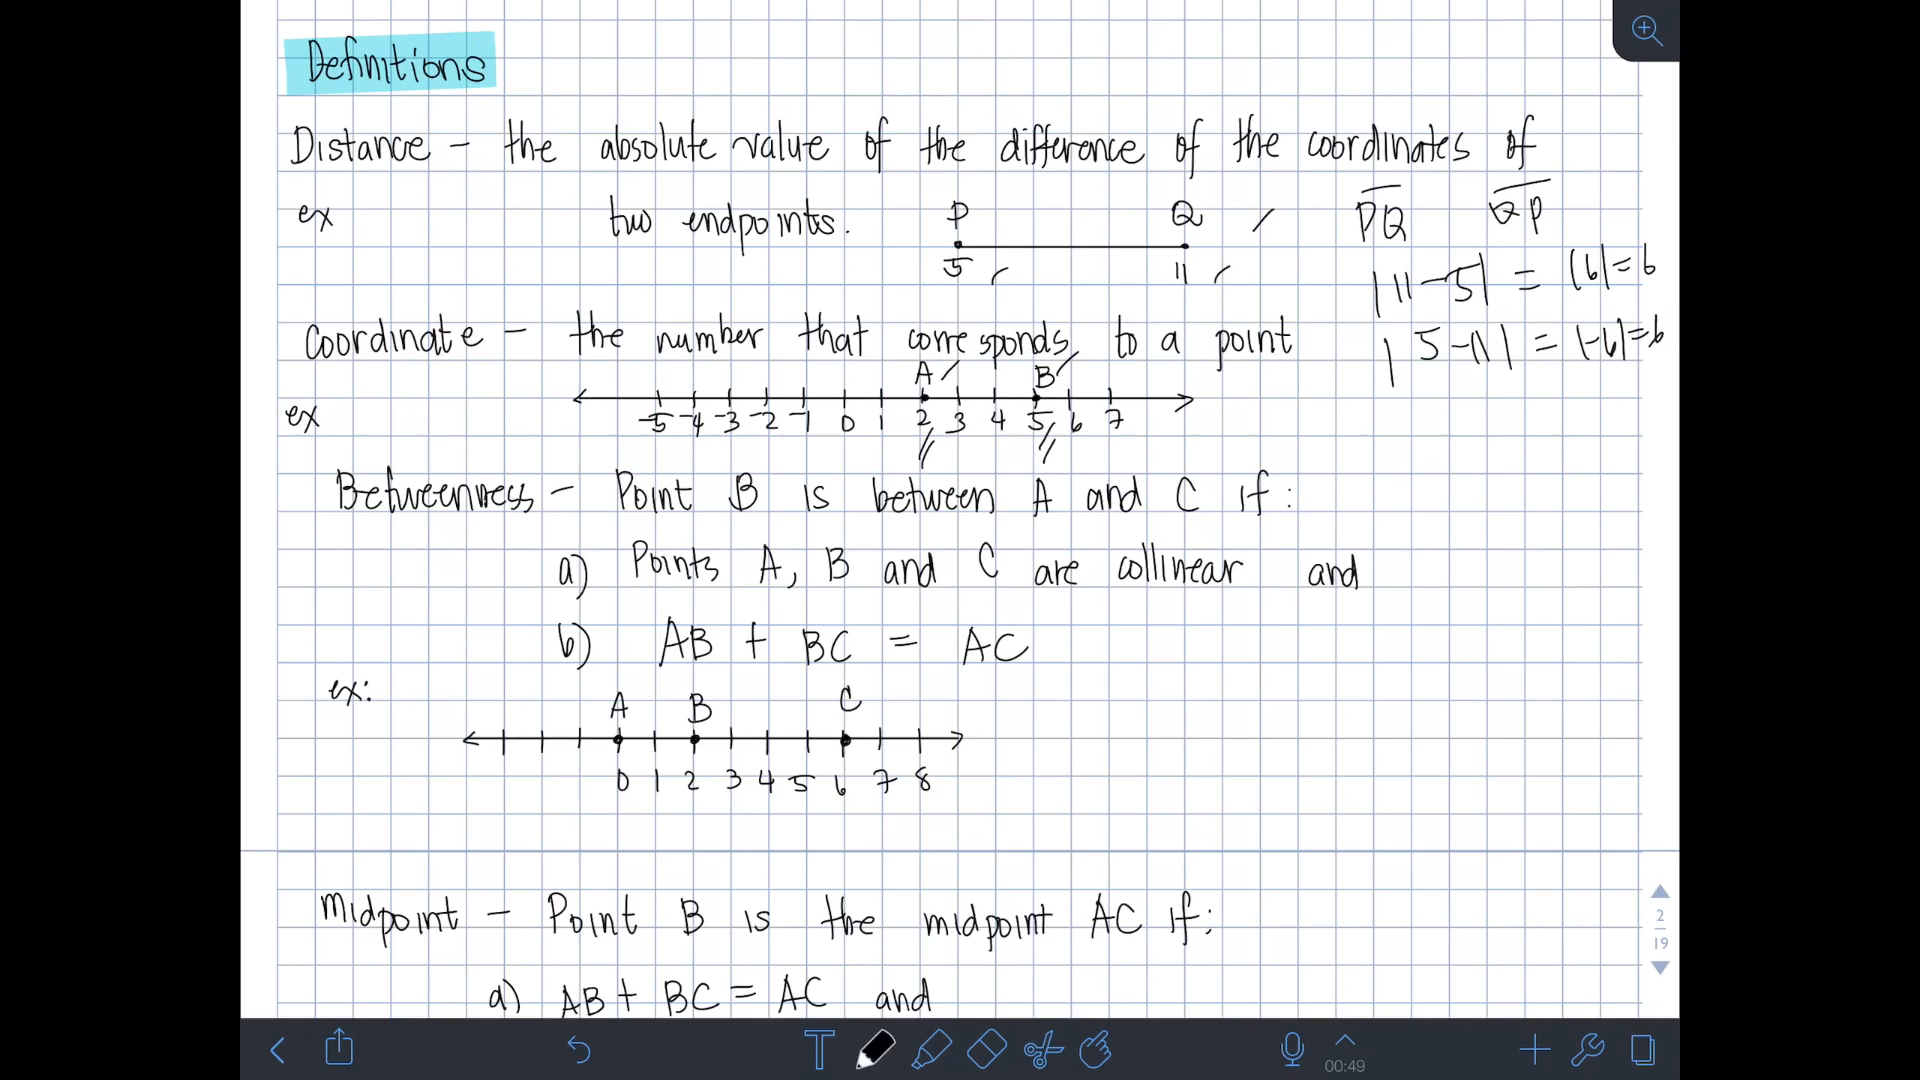 Definitions
Distance - the absolute value of the difference of the coordinates of
ex two endpoints. P Q PQ QP
5 11 |11-5| = |6|=6
Coordinate - the number that corresponds to a point |5-11| = |-6|=6
A B
ex -5 -4 -3 -2 -1 0 1 2 3 4 5 6 7
Betweenness - Point B is between A and C if:
a) Points A, B and C are collinear and
b) AB + BC = AC
ex:
A B C
0 1 2 3 4 5 6 7 8
Midpoint - Point B is the midpoint AC if:
a) AB + BC = AC and
2
19
T
00:49